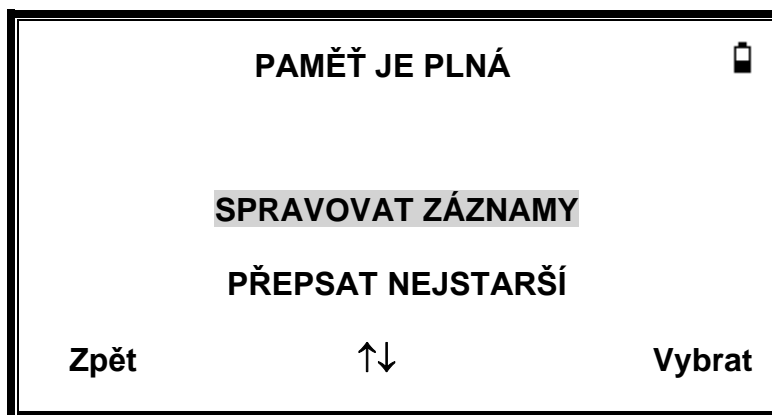 PAMĚŤ JE PLNÁ
SPRAVOVAT ZÁZNAMY
PŘEPSAT NEJSTARŠÍ
Zpět ↑↓ Vybrat